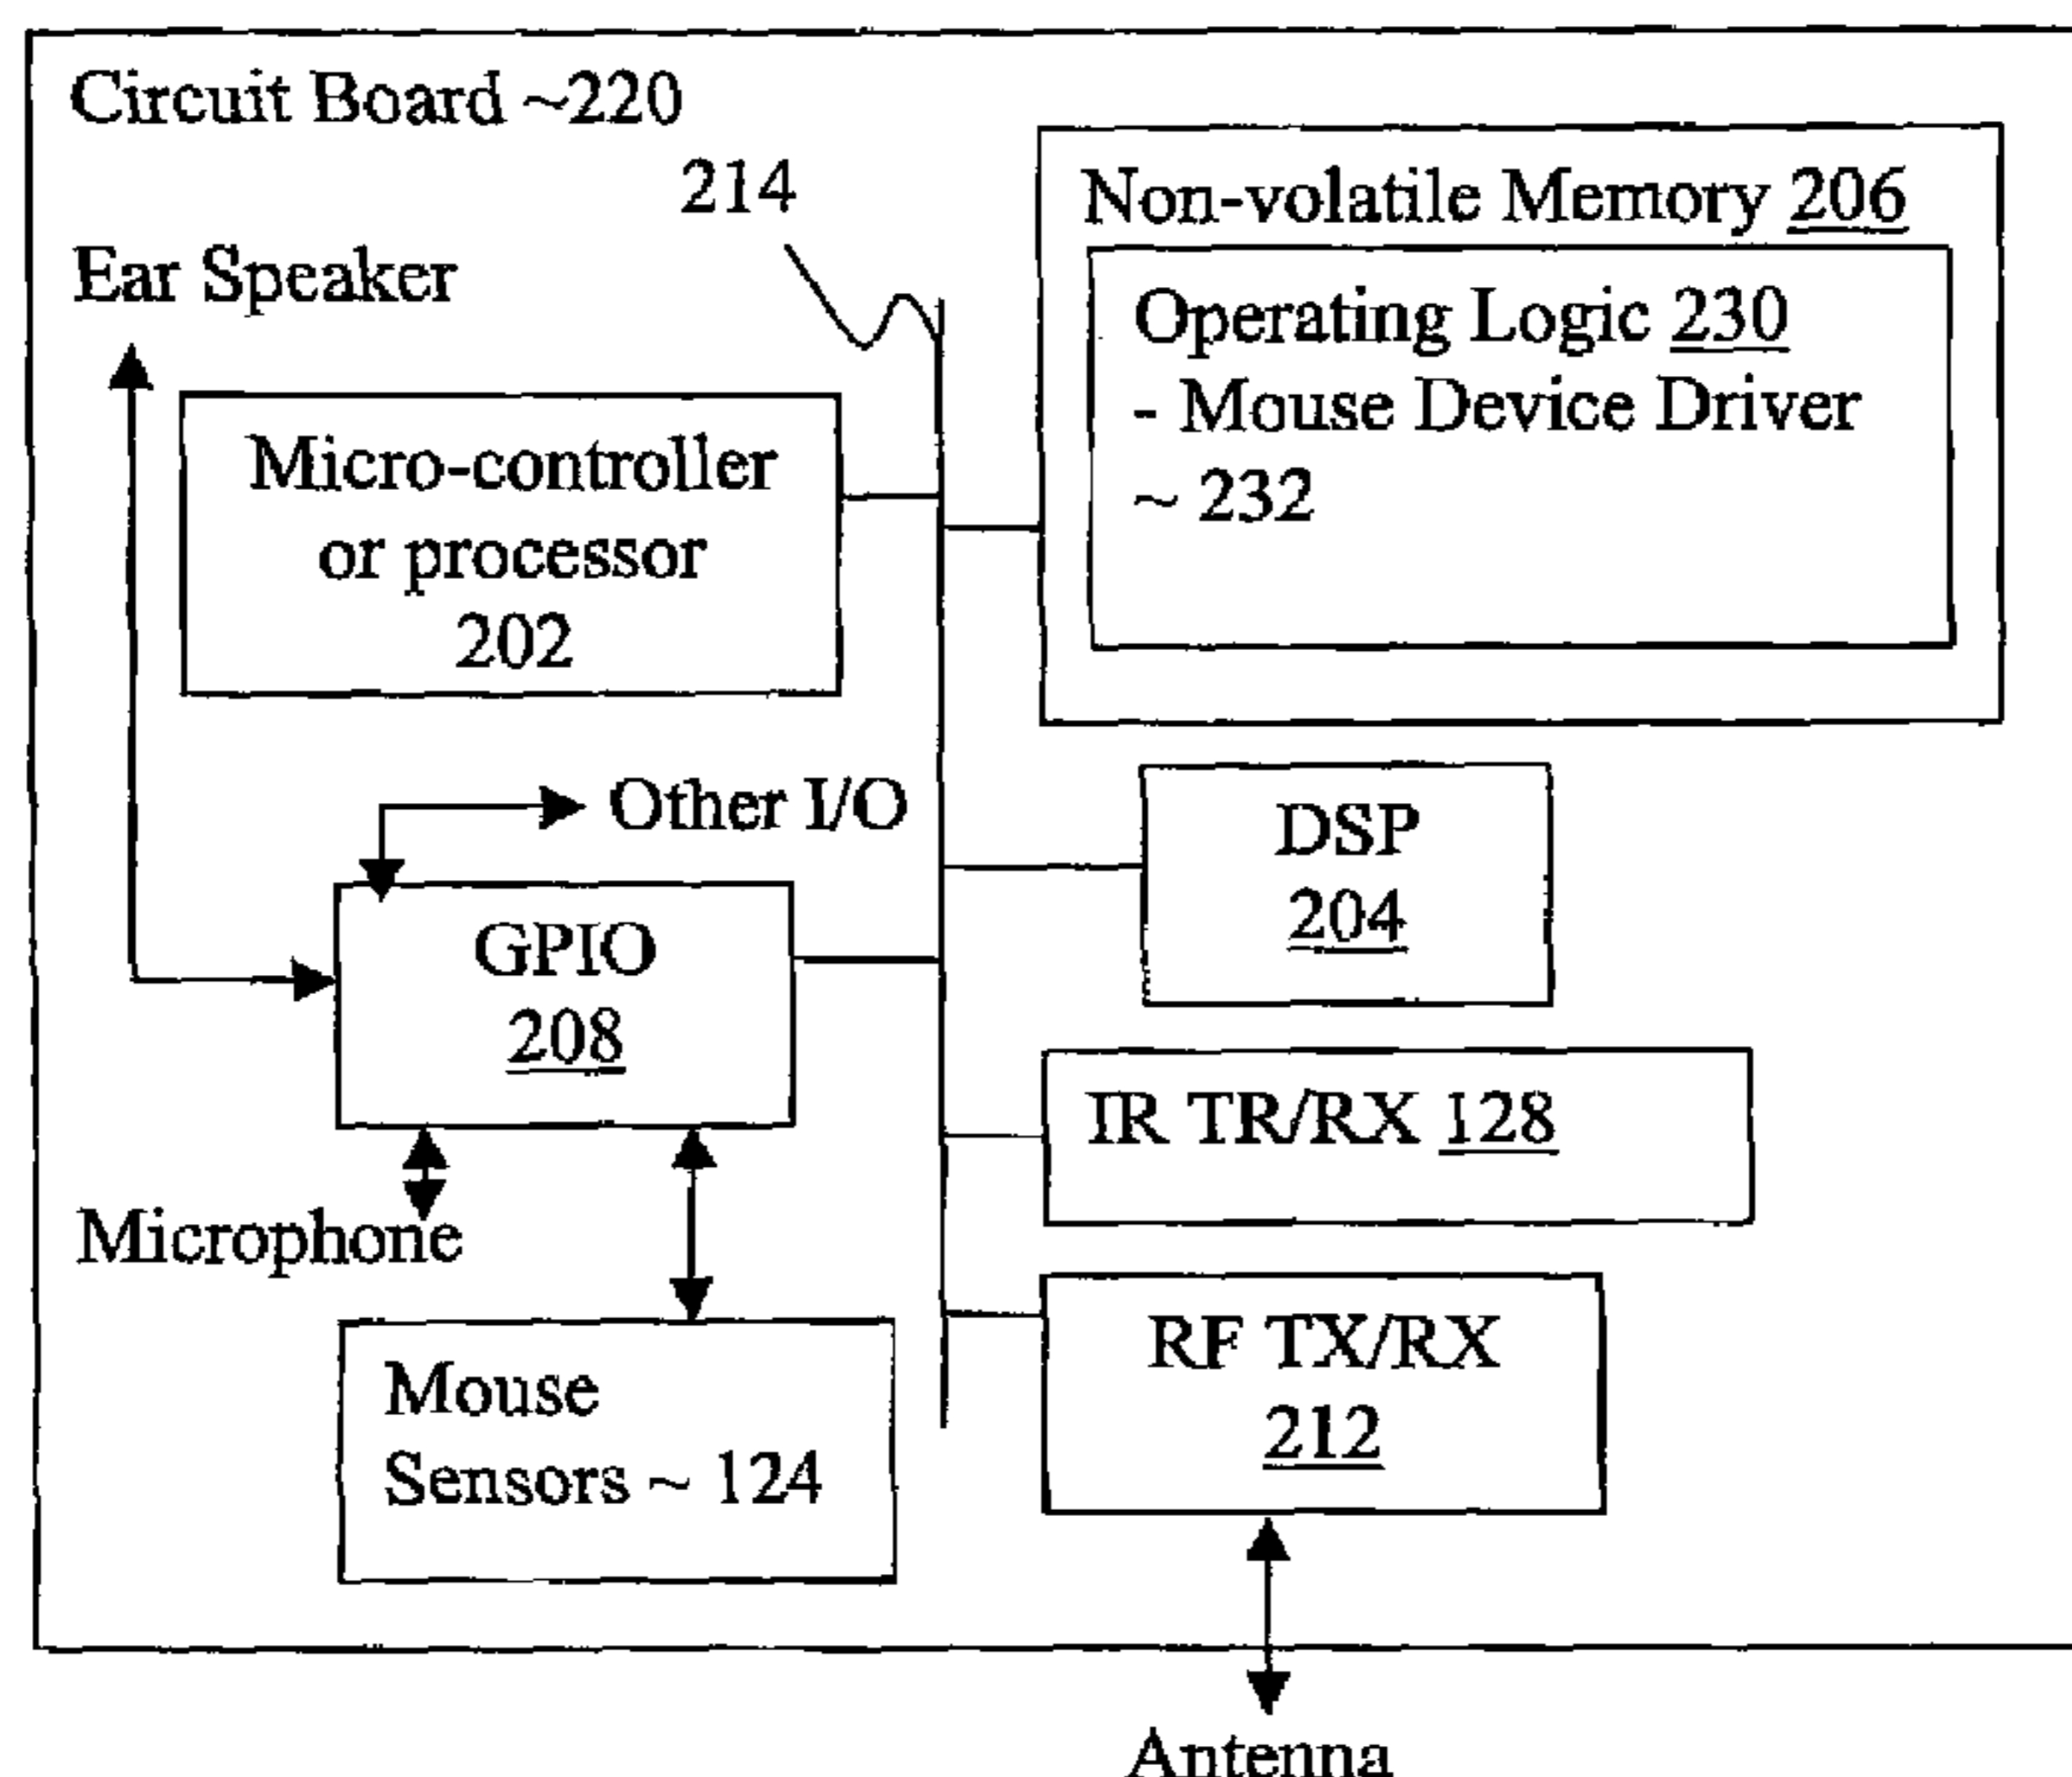 Circuit Board ~220
214
Non-volatile Memory 206
Ear Speaker
Operating Logic 230
- Mouse Device Driver
~ 232
Micro-controller
or processor
202
Other I/O
DSP
204
GPIO
208
IR TR/RX 128
Microphone
RF TX/RX
212
Mouse
Sensors ~ 124
Antenna